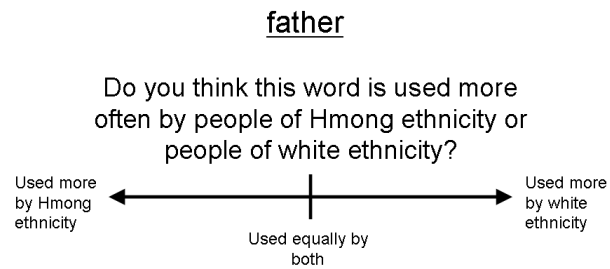 father
Do you think this word is used more
often by people of Hmong ethnicity or
people of white ethnicity?
Used more
by Hmong
ethnicity
Used equally by
both
Used more
by white
ethnicity